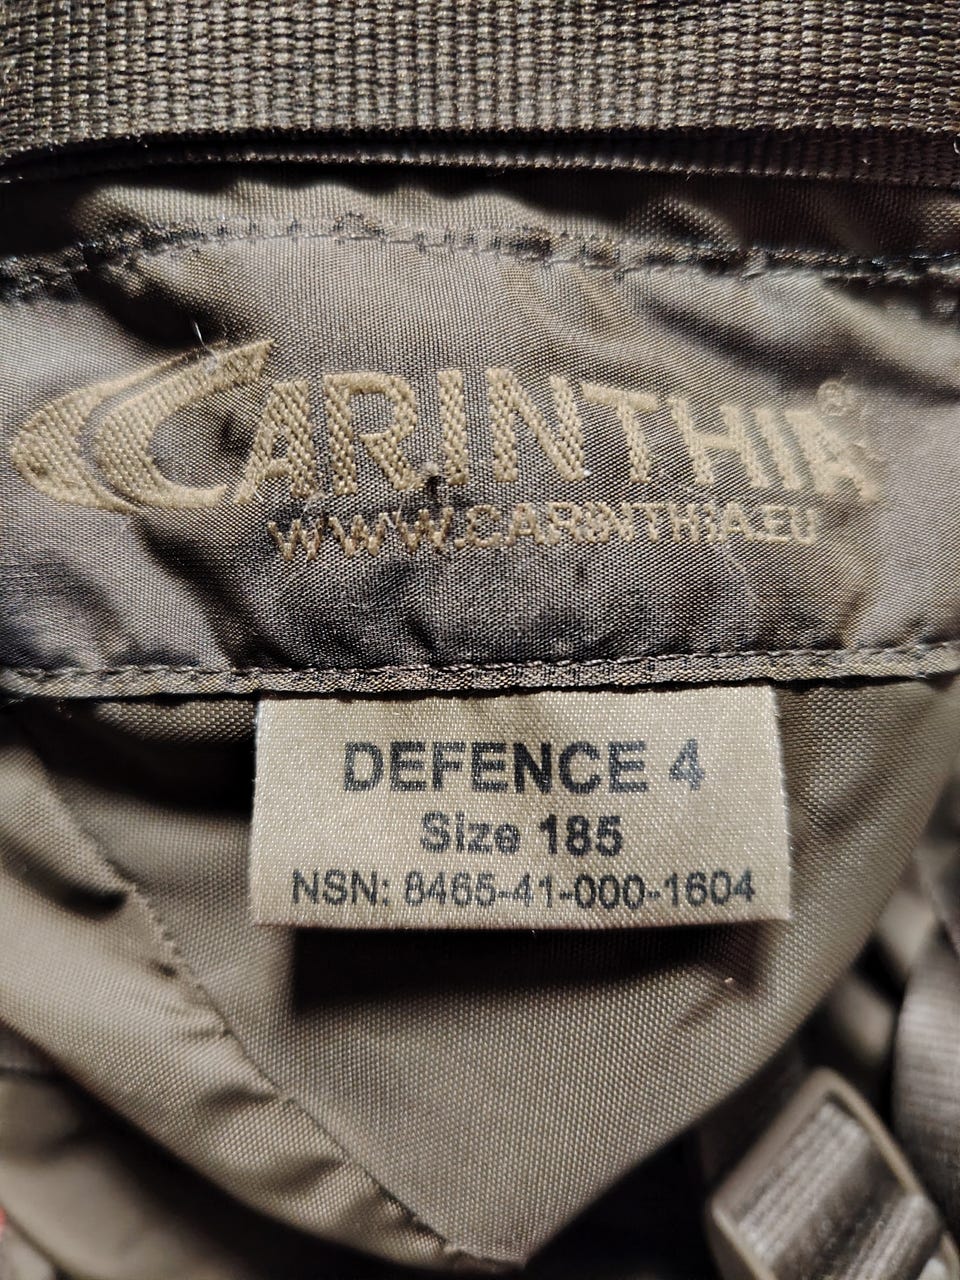 CARINTHIA®
WWW.CARINTHIA.EU
DEFENCE 4
Size 185
NSN: 8465-41-000-1604